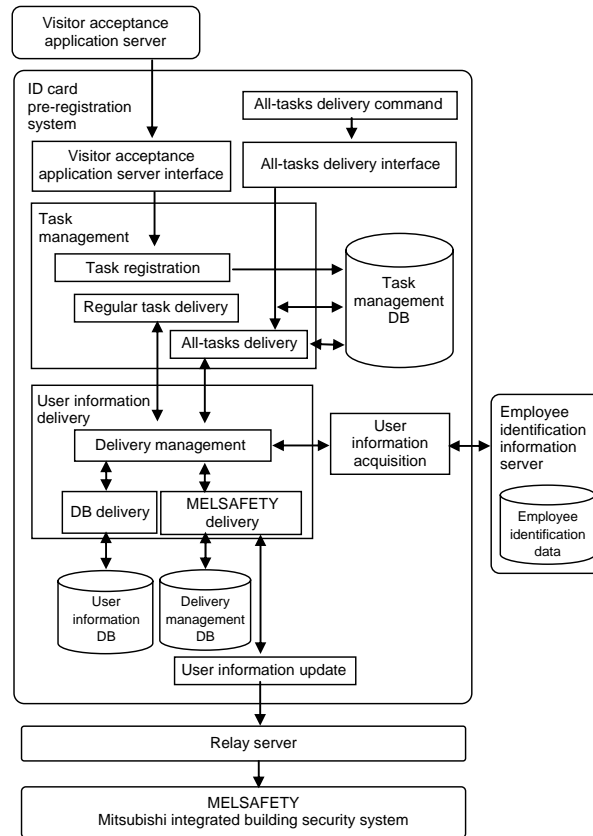 Visitor acceptance
application server
ID card
pre-registration
system
All-tasks delivery command
Visitor acceptance
application server interface
All-tasks delivery interface
Task
management
Task registration
Regular task delivery
All-tasks delivery
Task
management
DB
User information
delivery
Delivery management
User
information
acquisition
Employee
identification
information
server
Employee
identification
data
DB delivery
MELSAFETY
delivery
User
information
DB
Delivery
management
DB
User information update
Relay server
MELSAFETY
Mitsubishi integrated building security system